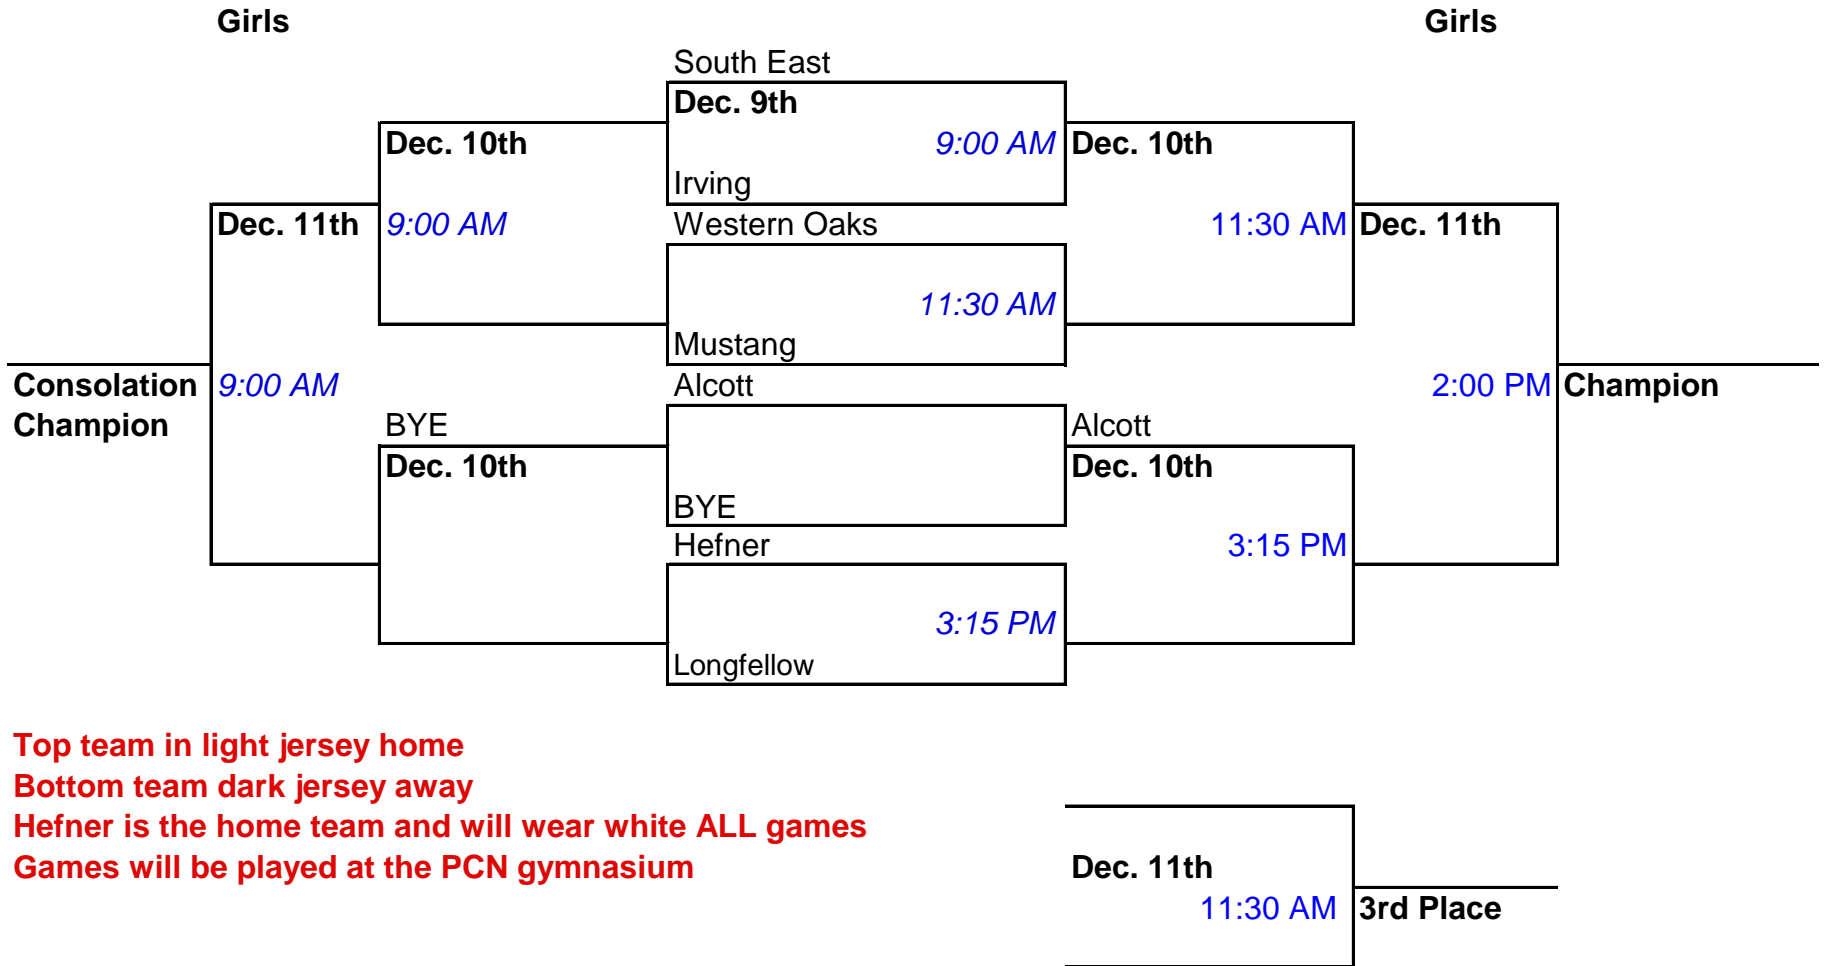 Girls Girls
South East
Dec. 9th
Dec. 10th 9:00 AM Dec. 10th
Irving
Dec. 11th 9:00 AM Western Oaks 11:30 AM Dec. 11th
11:30 AM
Mustang
Consolation 9:00 AM Alcott 2:00 PM Champion
Champion BYE Alcott
Dec. 10th Dec. 10th
BYE
Hefner 3:15 PM
3:15 PM
Longfellow
Top team in light jersey home
Bottom team dark jersey away
Hefner is the home team and will wear white ALL games
Games will be played at the PCN gymnasium Dec. 11th
11:30 AM 3rd Place